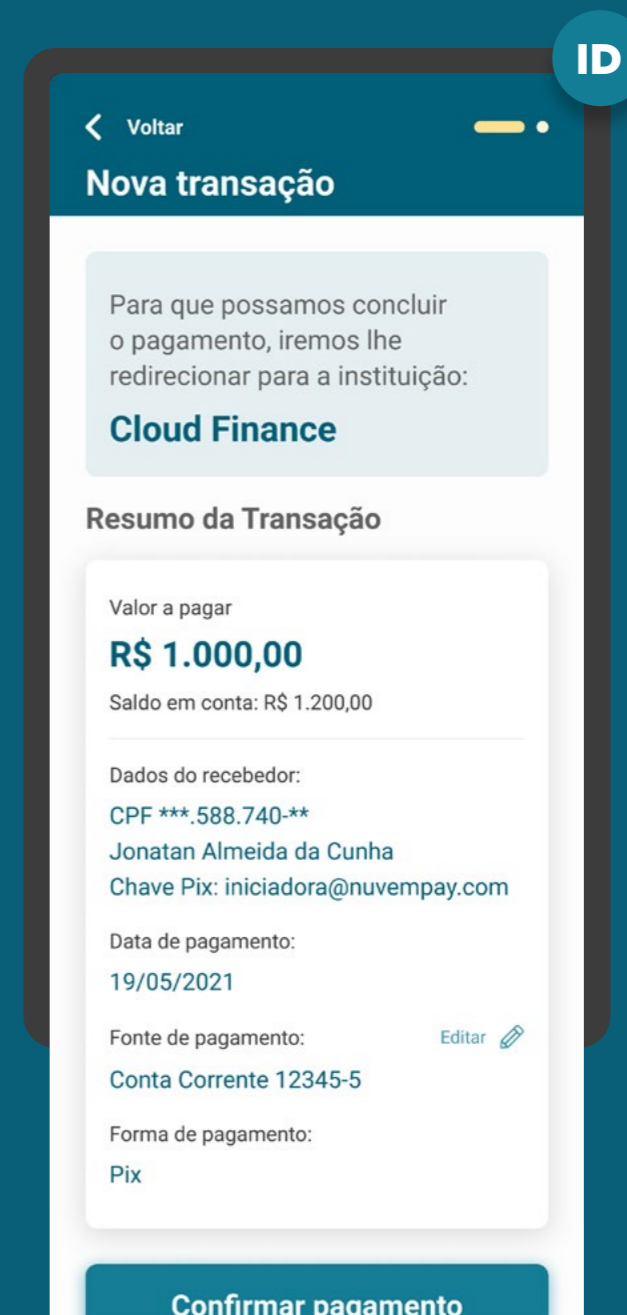 ID
Voltar
Nova transação
Para que possamos concluir
o pagamento, iremos lhe
redirecionar para a instituição:
Cloud Finance
Resumo da Transação
Valor a pagar
R$ 1.000,00
Saldo em conta: R$ 1.200,00
Dados do recebedor:
CPF ***.588.740-**
Jonatan Almeida da Cunha
Chave Pix: iniciadora@nuvempay.com
Data de pagamento:
19/05/2021
Fonte de pagamento:
Editar
Conta Corrente 12345-5
Forma de pagamento:
Pix
Confirmar pagamento